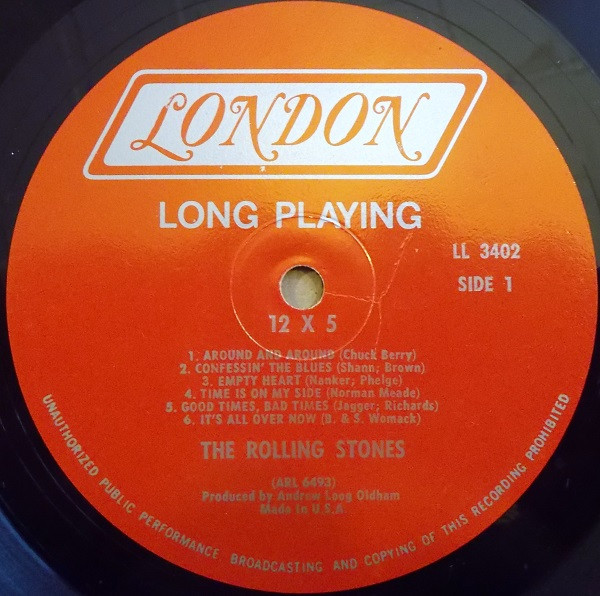 LONDON
LONG PLAYING
LL 3402
SIDE 1
12 X 5
1. AROUND AND AROUND (Chuck Berry)
2. CONFESSIN' THE BLUES (Shann; Brown)
3. EMPTY HEART (Nanker; Phelge)
4. TIME IS ON MY SIDE (Norman Meade)
5. GOOD TIMES, BAD TIMES (Jagger; Richards)
6. IT'S ALL OVER NOW (B. & S. Womack)
THE ROLLING STONES
(ARL 6493)
Produced by Andrew Loog Oldham
Made in U.S.A.
UNAUTHORIZED PUBLIC PERFORMANCE, BROADCASTING AND COPYING OF THIS RECORDING PROHIBITED